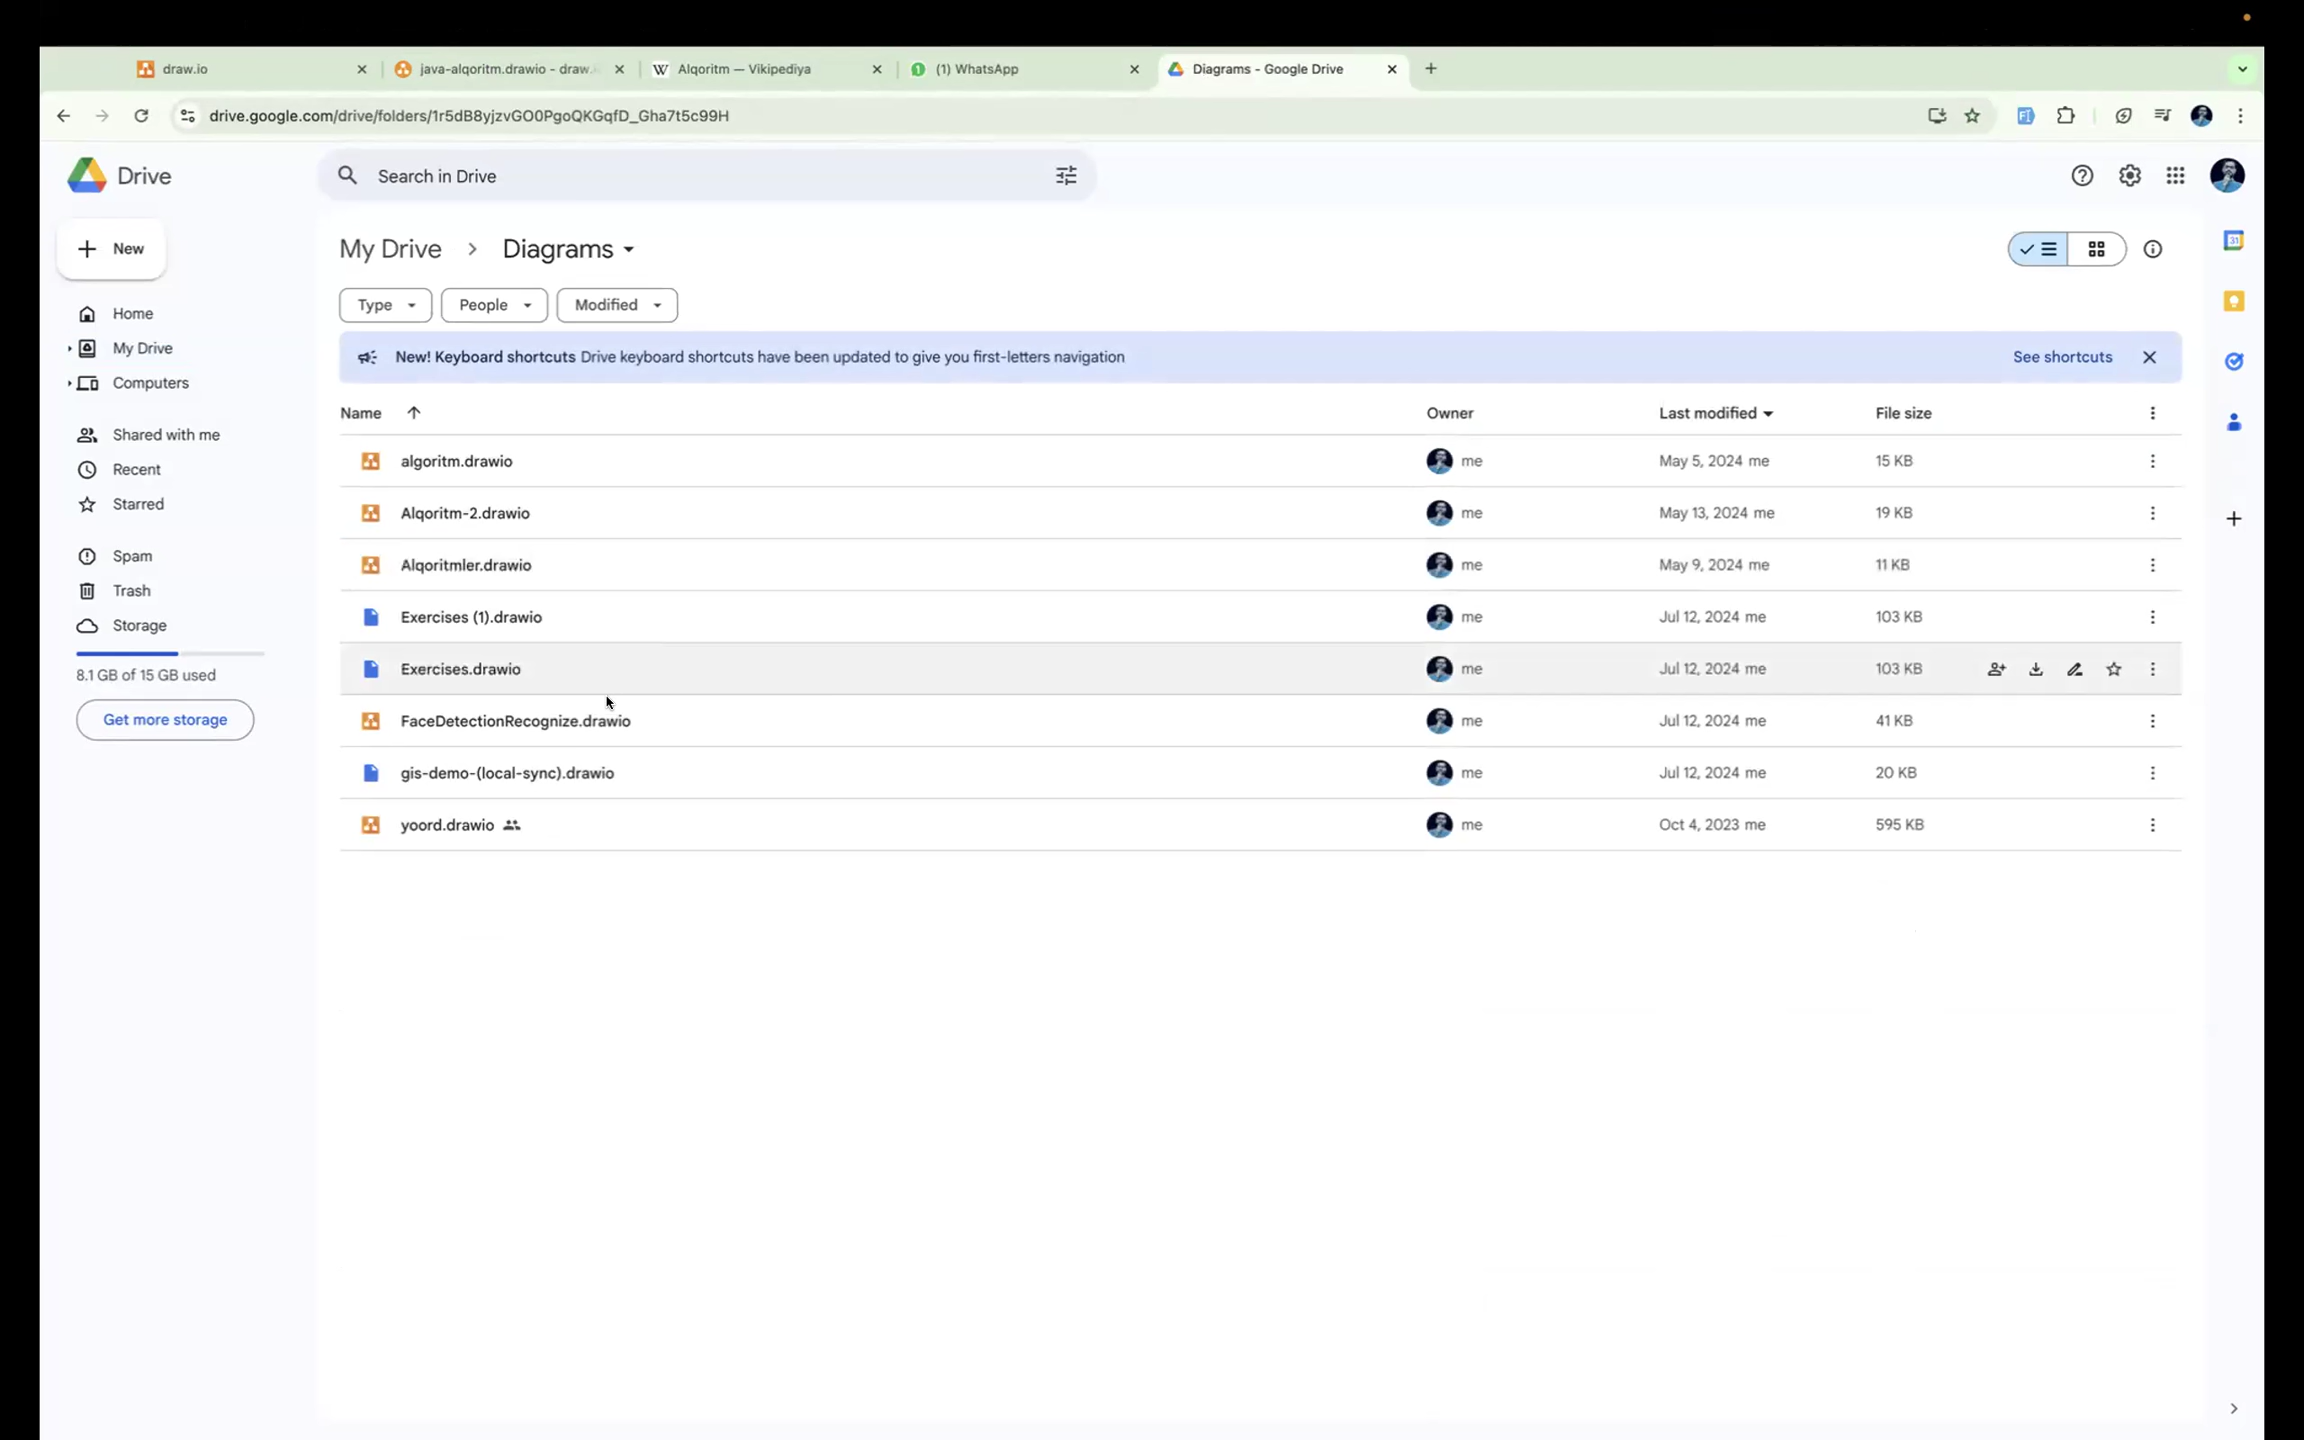 draw.io
java-alqoritm.drawio - draw.i
Alqoritm — Vikipediya
(1) WhatsApp
Diagrams - Google Drive
drive.google.com/drive/folders/1r5dB8yjzvGO0PgoQKGqfD_Gha7t5c99H
Drive
Search in Drive
New
My Drive
Diagrams
Type
People
Modified
Home
My Drive
Computers
Shared with me
Recent
Starred
Spam
Trash
Storage
8.1 GB of 15 GB used
Get more storage
New! Keyboard shortcuts Drive keyboard shortcuts have been updated to give you first-letters navigation See shortcuts
Name Owner Last modified File size
algoritm.drawio me May 5, 2024 me 15 KB
Alqoritm-2.drawio me May 13, 2024 me 19 KB
Alqoritmler.drawio me May 9, 2024 me 11 KB
Exercises (1).drawio me Jul 12, 2024 me 103 KB
Exercises.drawio me Jul 12, 2024 me 103 KB
FaceDetectionRecognize.drawio me Jul 12, 2024 me 41 KB
gis-demo-(local-sync).drawio me Jul 12, 2024 me 20 KB
yoord.drawio me Oct 4, 2023 me 595 KB
31